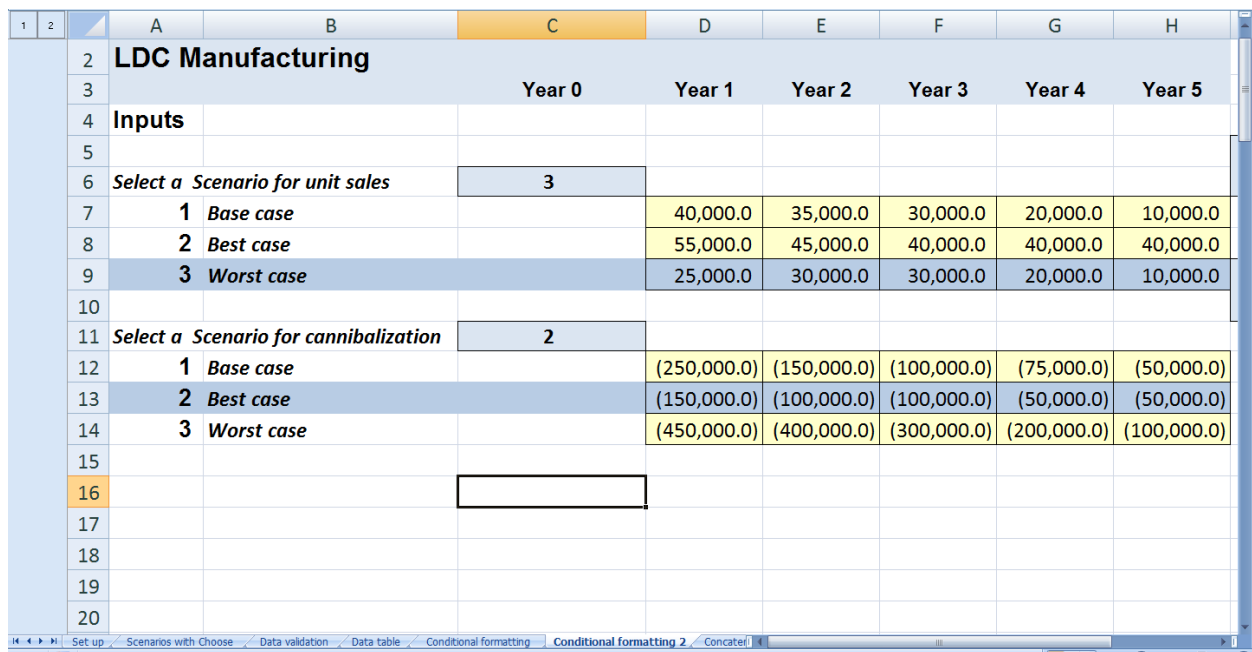 1 2
A B C D E F G H
2 LDC Manufacturing
3 Year 0 Year 1 Year 2 Year 3 Year 4 Year 5
4 Inputs
5
6 Select a Scenario for unit sales 3
7 1 Base case 40,000.0 35,000.0 30,000.0 20,000.0 10,000.0
8 2 Best case 55,000.0 45,000.0 40,000.0 40,000.0 40,000.0
9 3 Worst case 25,000.0 30,000.0 30,000.0 20,000.0 10,000.0
10
11 Select a Scenario for cannibalization 2
12 1 Base case (250,000.0) (150,000.0) (100,000.0) (75,000.0) (50,000.0)
13 2 Best case (150,000.0) (100,000.0) (100,000.0) (50,000.0) (50,000.0)
14 3 Worst case (450,000.0) (400,000.0) (300,000.0) (200,000.0) (100,000.0)
15
16
17
18
19
20
Set up Scenarios with Choose Data validation Data table Conditional formatting Conditional formatting 2 Concaten